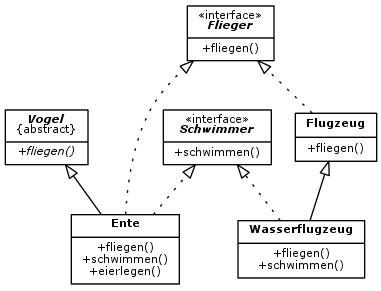 «interface»
Flieger
+fliegen()
Vogel
{abstract}
+fliegen()
«interface»
Schwimmer
+schwimmen()
Flugzeug
+fliegen()
Ente
+fliegen()
+schwimmen()
+eierlegen()
Wasserflugzeug
+fliegen()
+schwimmen()